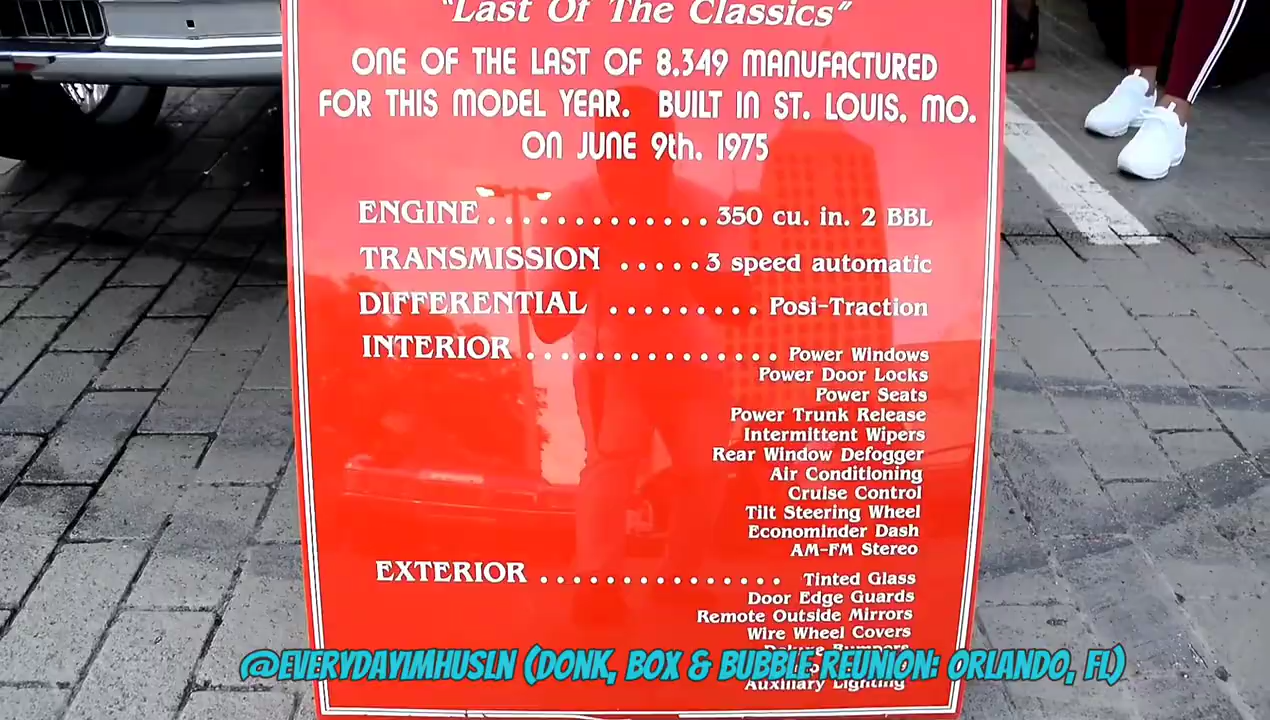 "Last Of The Classics"
ONE OF THE LAST OF 8,349 MANUFACTURED
FOR THIS MODEL YEAR. BUILT IN ST. LOUIS, MO.
ON JUNE 9th, 1975
ENGINE.............350 cu. in. 2 BBL
TRANSMISSION .....3 speed automatic
DIFFERENTIAL .........Posi-Traction
INTERIOR ...............Power Windows
Power Door Locks
Power Seats
Power Trunk Release
Intermittent Wipers
Rear Window Defogger
Air Conditioning
Cruise Control
Tilt Steering Wheel
Econominder Dash
AM-FM Stereo
EXTERIOR ............... Tinted Glass
Door Edge Guards
Remote Outside Mirrors
Wire Wheel Covers
Deluxe Bumpers
@EVERYDAYIMHUSLN (DONK, BOX & BUBBLE REUNION: ORLANDO, FL)
Auxiliary Lighting